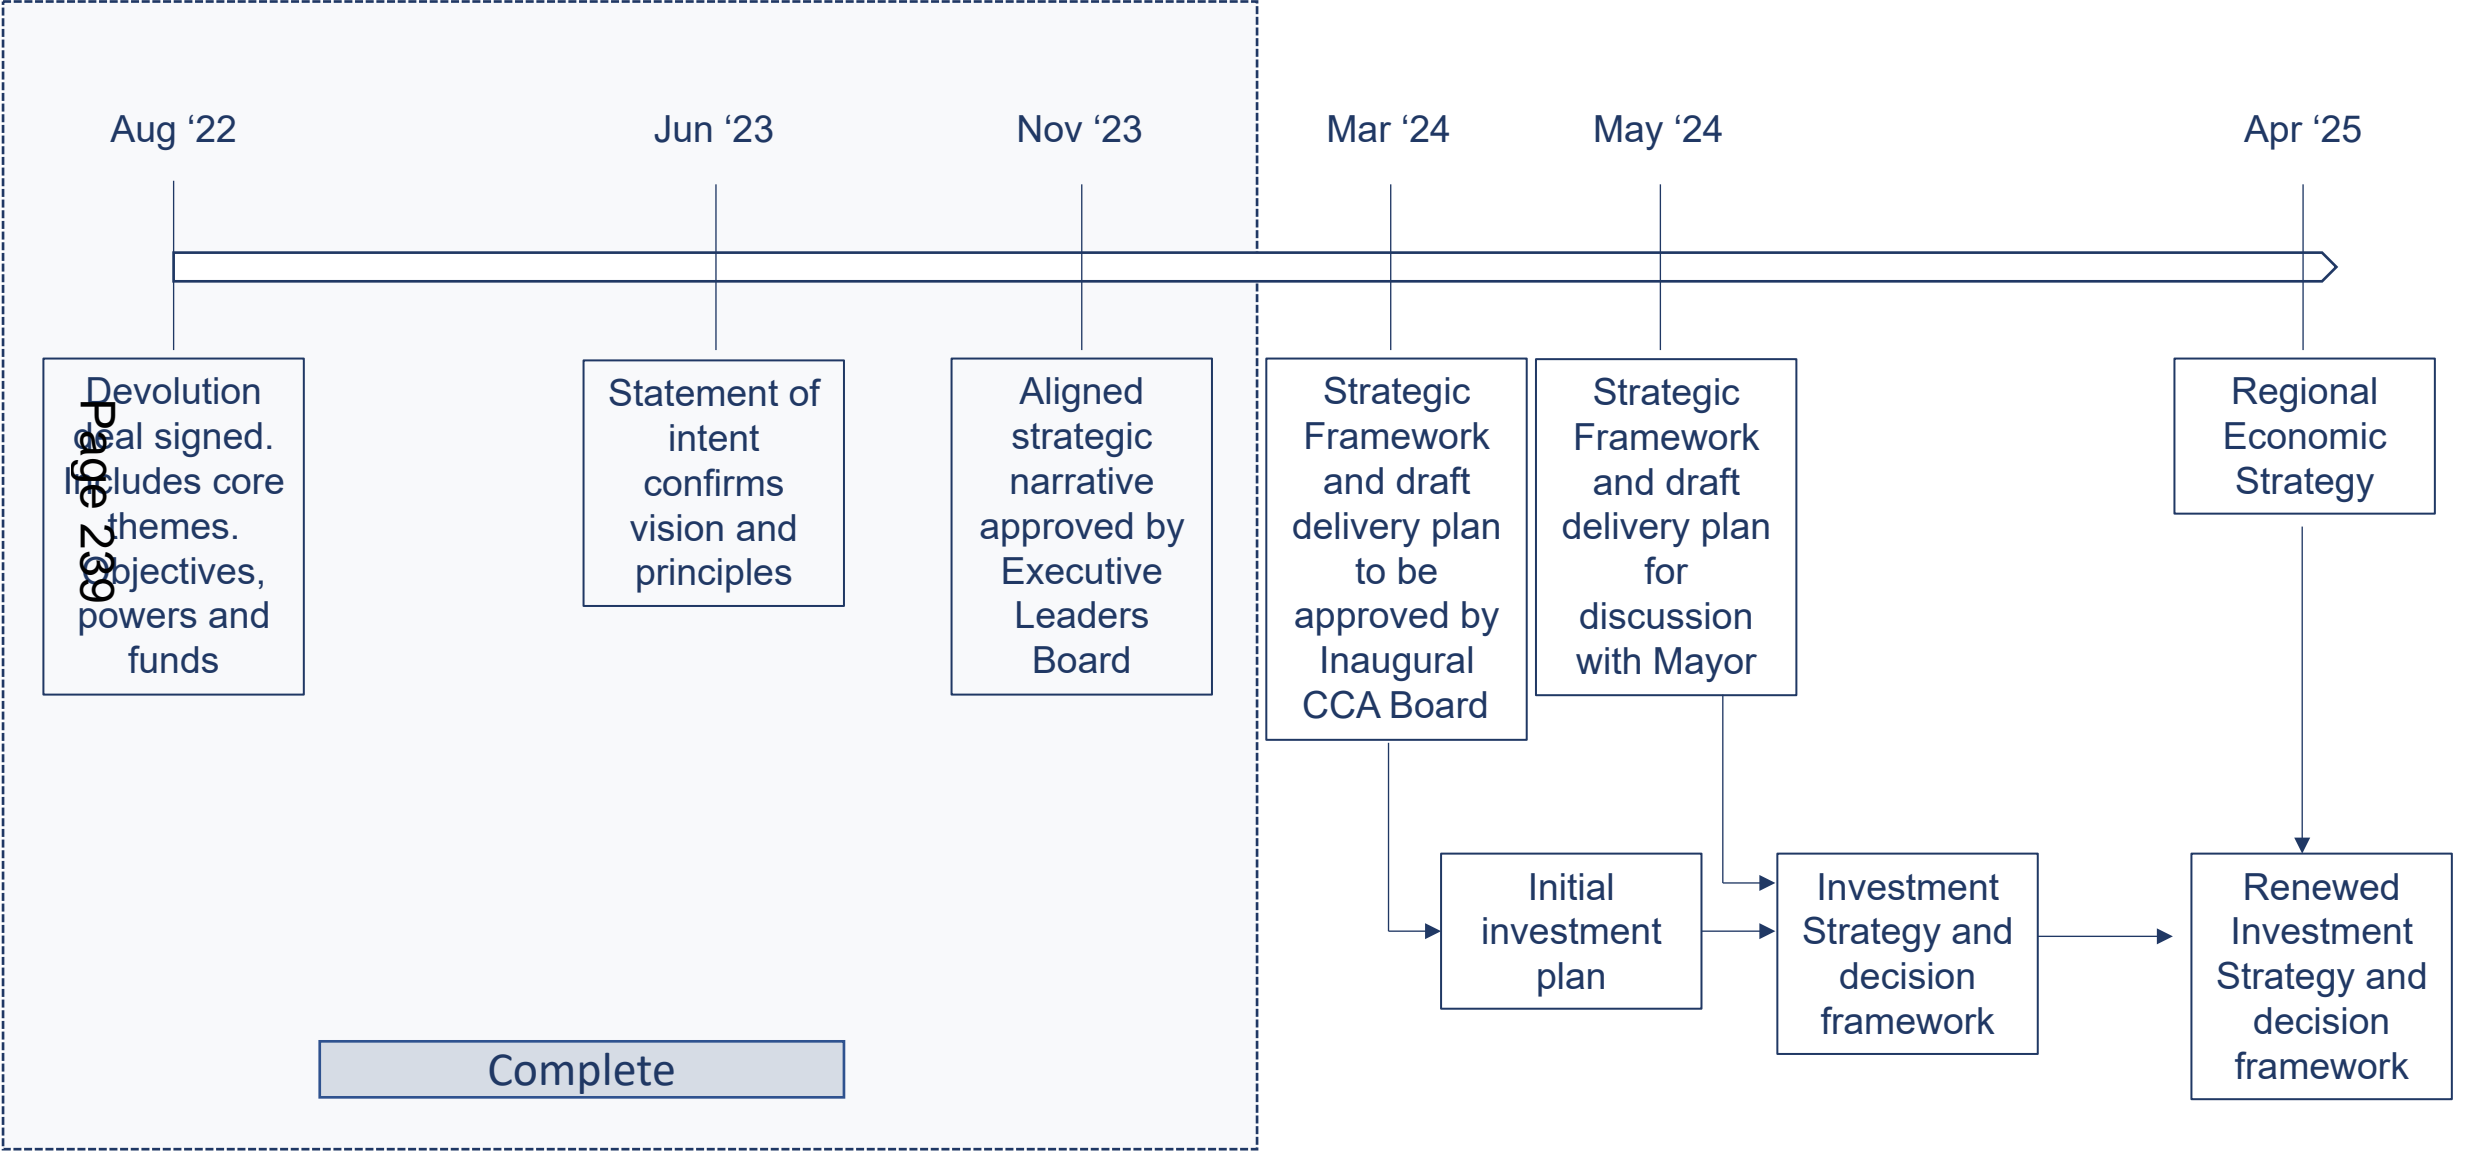 Aug ‘22
Jun ‘23
Nov ‘23
Mar ‘24
May ‘24
Apr ‘25
Devolution
deal signed.
Includes core
themes.
Objectives,
powers and
funds
Page 239
Statement of
intent
confirms
vision and
principles
Aligned
strategic
narrative
approved by
Executive
Leaders
Board
Strategic
Framework
and draft
delivery plan
to be
approved by
Inaugural
CCA Board
Strategic
Framework
and draft
delivery plan
for
discussion
with Mayor
Regional
Economic
Strategy
Initial
investment
plan
Investment
Strategy and
decision
framework
Renewed
Investment
Strategy and
decision
framework
Complete